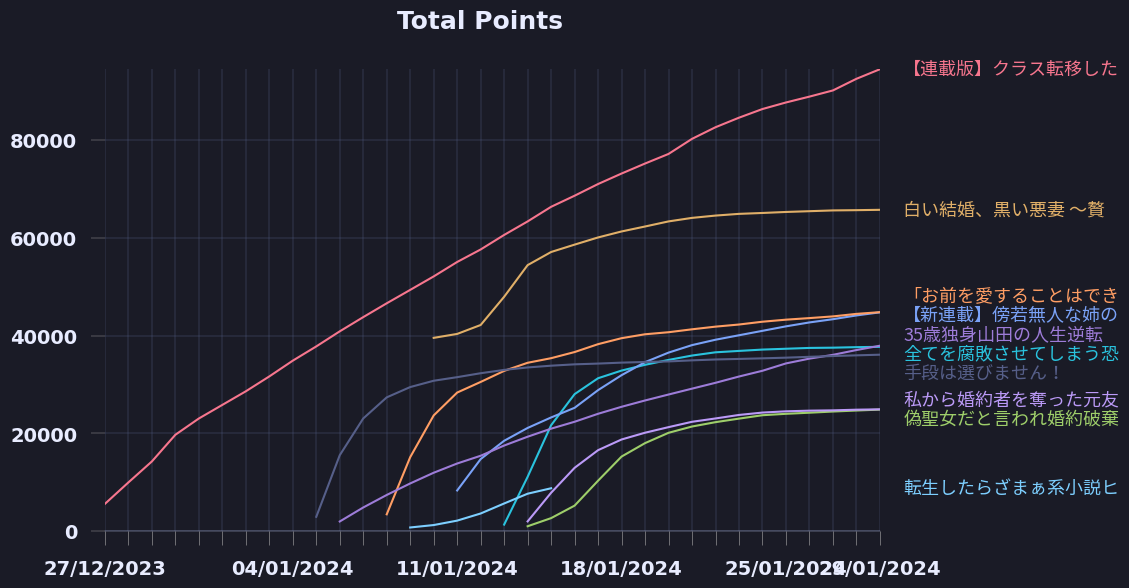 Total Points
80000
60000
40000
20000
0
27/12/2023
04/01/2024
11/01/2024
18/01/2024
25/01/2024
29/01/2024
【連載版】クラス転移した
白い結婚、黒い悪妻 ～贅
「お前を愛することはでき
【新連載】傍若無人な姉の
35歳独身山田の人生逆転
全てを腐敗させてしまう恐
手段は選びません！
私から婚約者を奪った元友
偽聖女だと言われ婚約破棄
転生したらざまぁ系小説ヒ